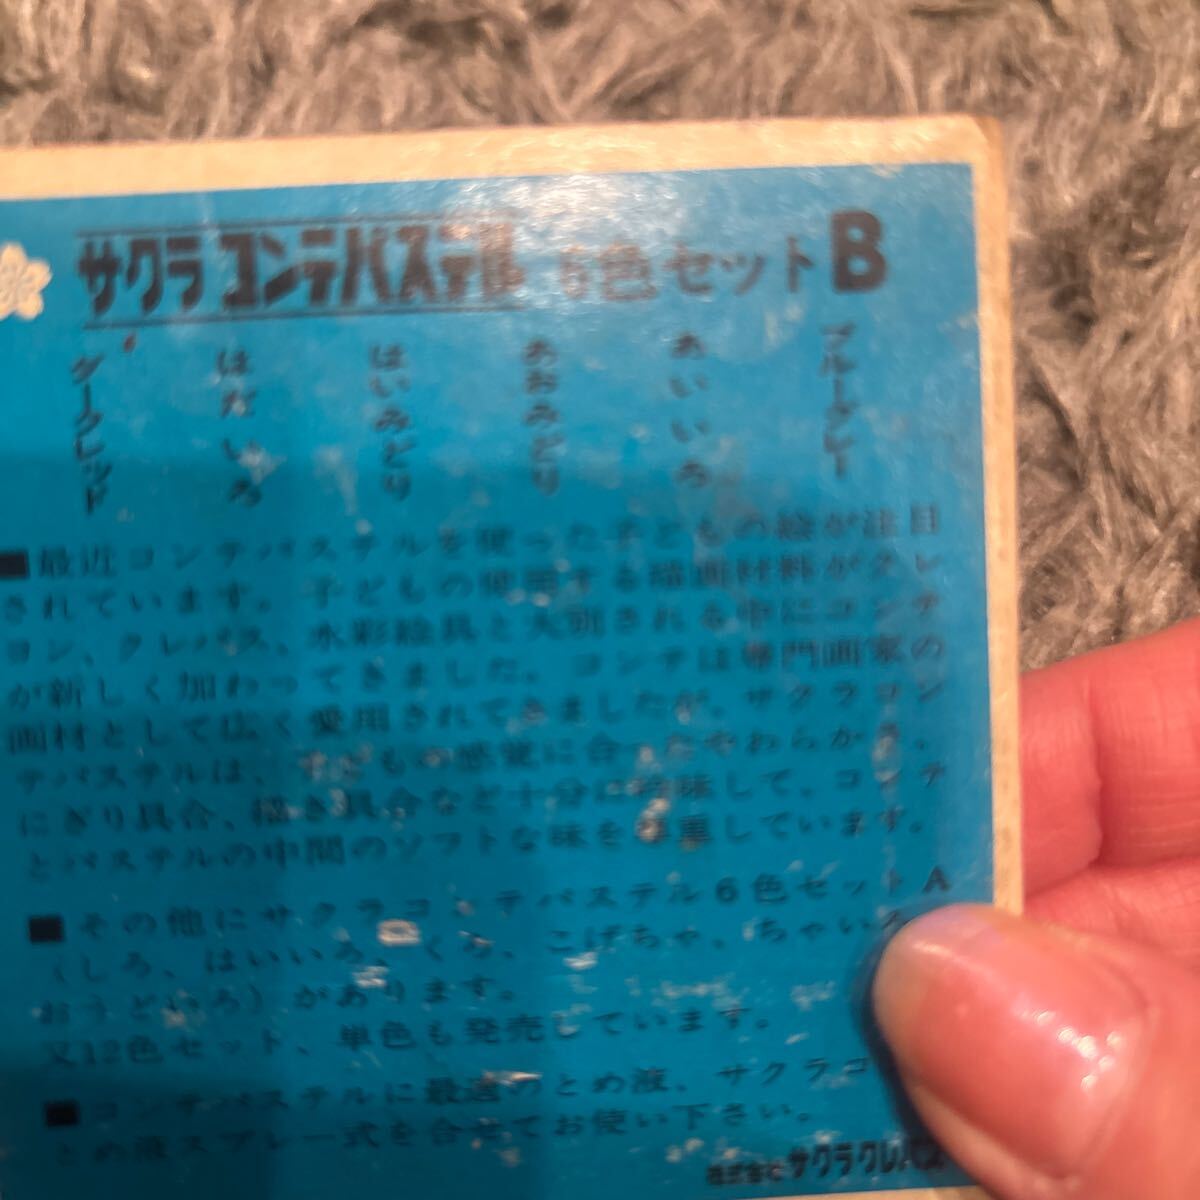 サクラ コンテパステル 6色セット B
ダークレッド
はだいろ
はいみどり
あおみどり
あいいろ
ブルーグレー
■最近コンテパステルを使った子どもの絵が注目
されています。子どもの使用する描画材料がクレ
ヨン、クレパス、水彩絵具と大別される中にコンテ
が新しく加わってきました。コンテは専門画家の
画材として広く愛用されてきましたが、サクラコン
テパステルは、子どもの感覚に合ったやわらかさ、
にぎり具合、描き具合など十分に吟味して、コンテ
とパステルの中間のソフトな味を尊重しています。
■その他にサクラコンテパステル6色セットA
(しろ、はいいろ、くろ、こげちゃ、ちゃいろ
おうどいろ)があります。
又12色セット、単色も発売しています。
■コンテパステルに最適のとめ液、サクラコ
とめ液スプレー式を合せてお使い下さい。
株式会社 サクラクレパス